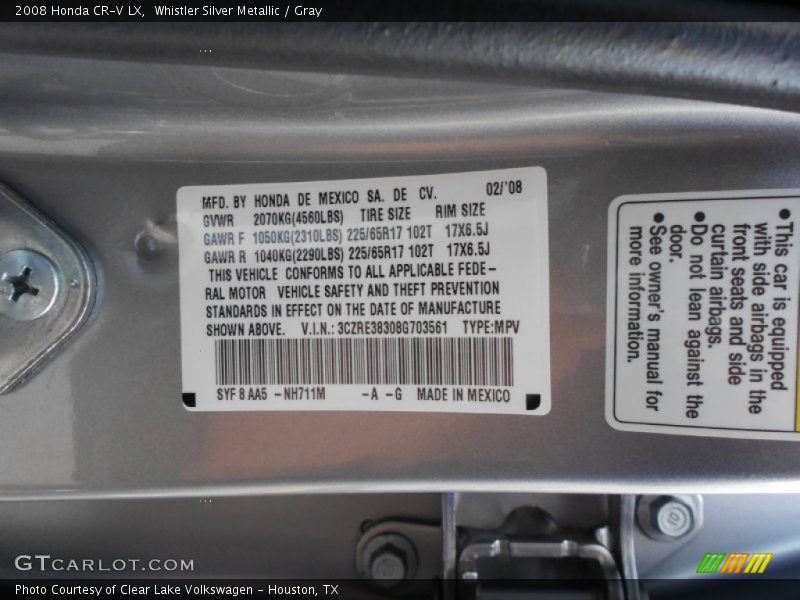 2008 Honda CR-V LX,  Whistler Silver Metallic / Gray
MFD. BY HONDA DE MEXICO SA. DE CV. 02/'08
GVWR 2070KG(4560LBS) TIRE SIZE RIM SIZE
GAWR F 1050KG(2310LBS) 225/65R17 102T 17X6.5J
GAWR R 1040KG(2290LBS) 225/65R17 102T 17X6.5J
THIS VEHICLE CONFORMS TO ALL APPLICABLE FEDE-
RAL MOTOR VEHICLE SAFETY AND THEFT PREVENTION
STANDARDS IN EFFECT ON THE DATE OF MANUFACTURE
SHOWN ABOVE. V.I.N.: 3CZRE38308G703561 TYPE:MPV
SYF 8 AA5 -NH711M -A -G MADE IN MEXICO
• This car is equipped
with side airbags in the
front seats and side
curtain airbags.
• Do not lean against the
door.
• See owner's manual for
more information.
GTCARLOT.COM
Photo Courtesy of Clear Lake Volkswagen - Houston, TX